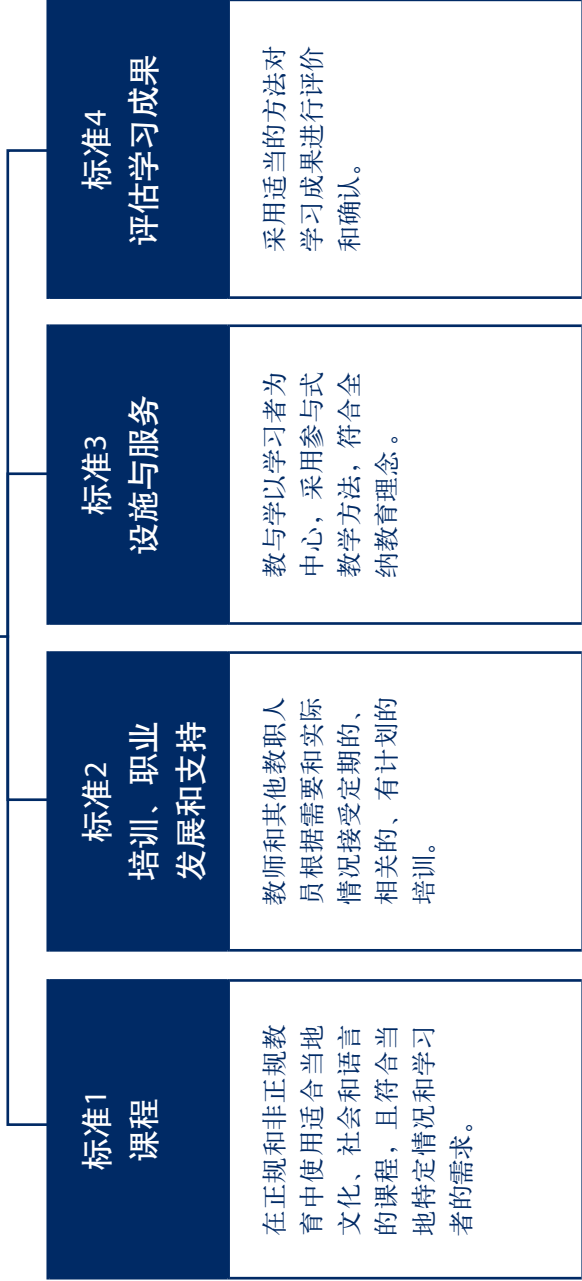 标准1
课程
在正规和非正规教
育中使用适合当地
文化、社会和语言
的课程，且符合当
地特定情况和学习
者的需求。
标准2
培训、职业
发展和支持
教师和其他教职人
员根据需要和实际
情况接受定期的、
相关的、有计划的
培训。
标准3
设施与服务
教与学以学习者为
中心，采用参与式
教学方法，符合全
纳教育理念。
标准4
评估学习成果
采用适当的方法对
学习成果进行评价
和确认。